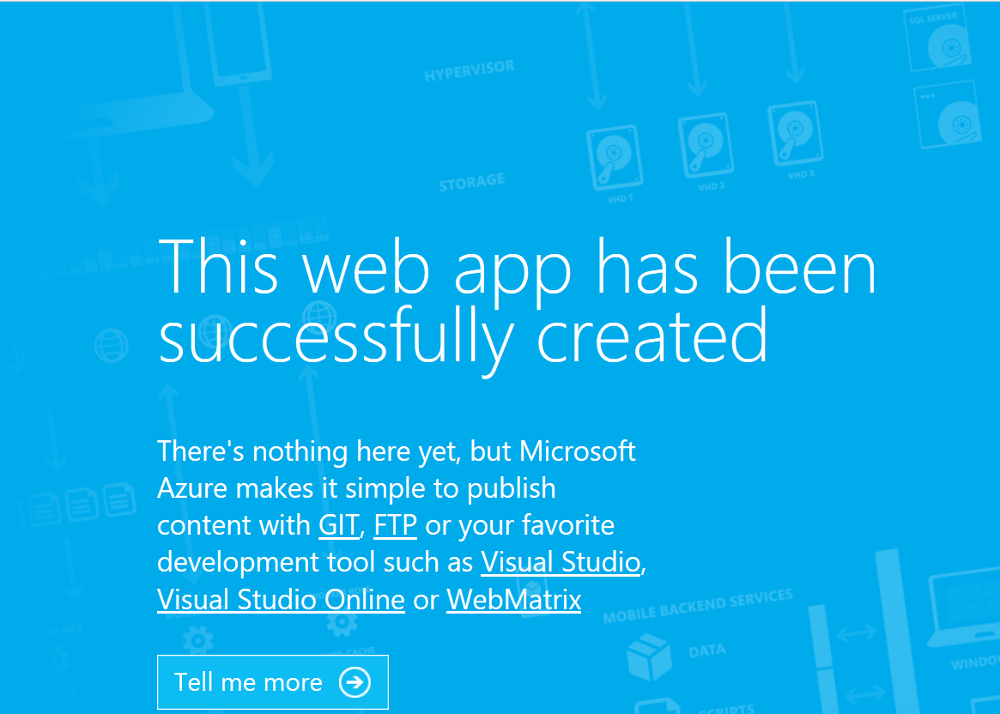 SQL SERVER
HYPERVISOR
STORAGE
VHD 1
VHD 2
VHD 3
This web app has been
successfully created
There's nothing here yet, but Microsoft
Azure makes it simple to publish
content with GIT, FTP or your favorite
development tool such as Visual Studio,
Visual Studio Online or WebMatrix
MOBILE BACKEND SERVICES
DATA
CACHE
WINDO
Tell me more
SCRIPTS